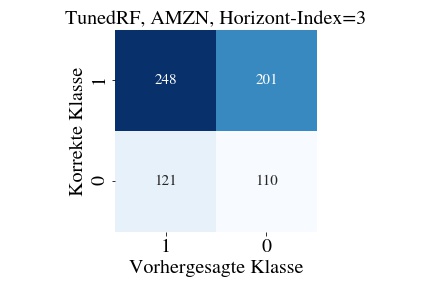 TunedRF, AMZN, Horizont-Index=3
Korrekte Klasse
1
248
201
0
121
110
1
0
Vorhergesagte Klasse